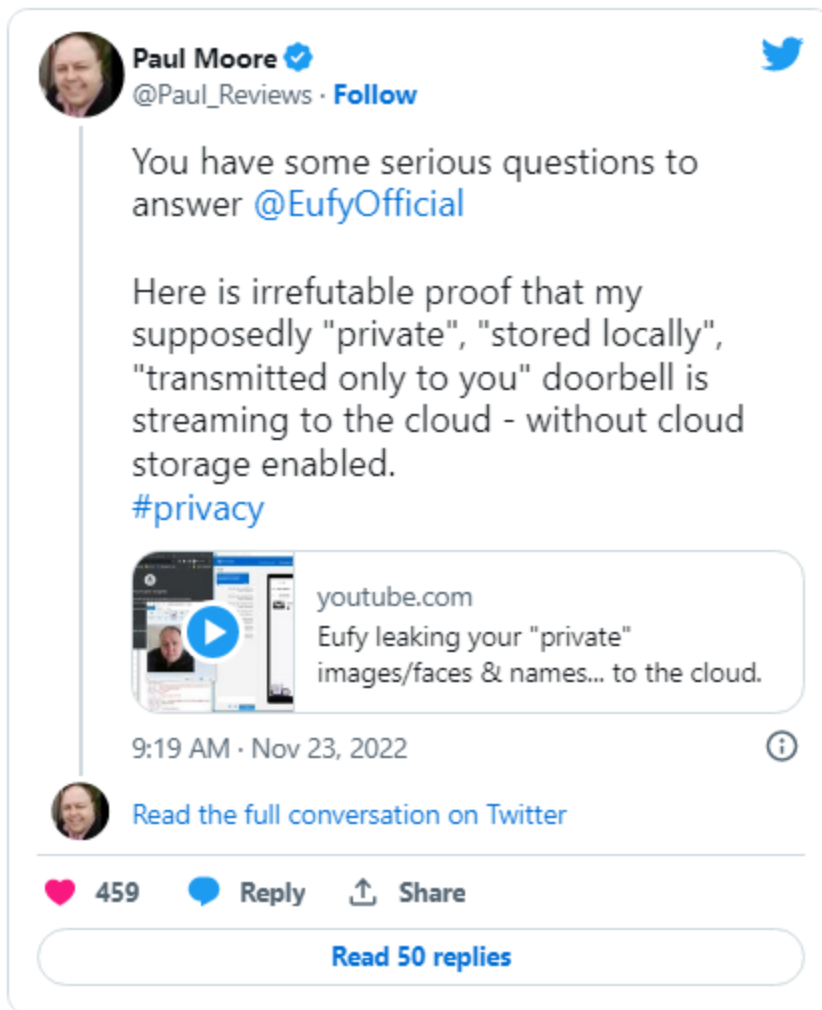 Paul Moore
@Paul_Reviews · Follow
You have some serious questions to
answer @EufyOfficial
Here is irrefutable proof that my
supposedly "private", "stored locally",
"transmitted only to you" doorbell is
streaming to the cloud - without cloud
storage enabled.
#privacy
youtube.com
Eufy leaking your "private"
images/faces & names... to the cloud.
9:19 AM · Nov 23, 2022
Read the full conversation on Twitter
459 Reply Share
Read 50 replies